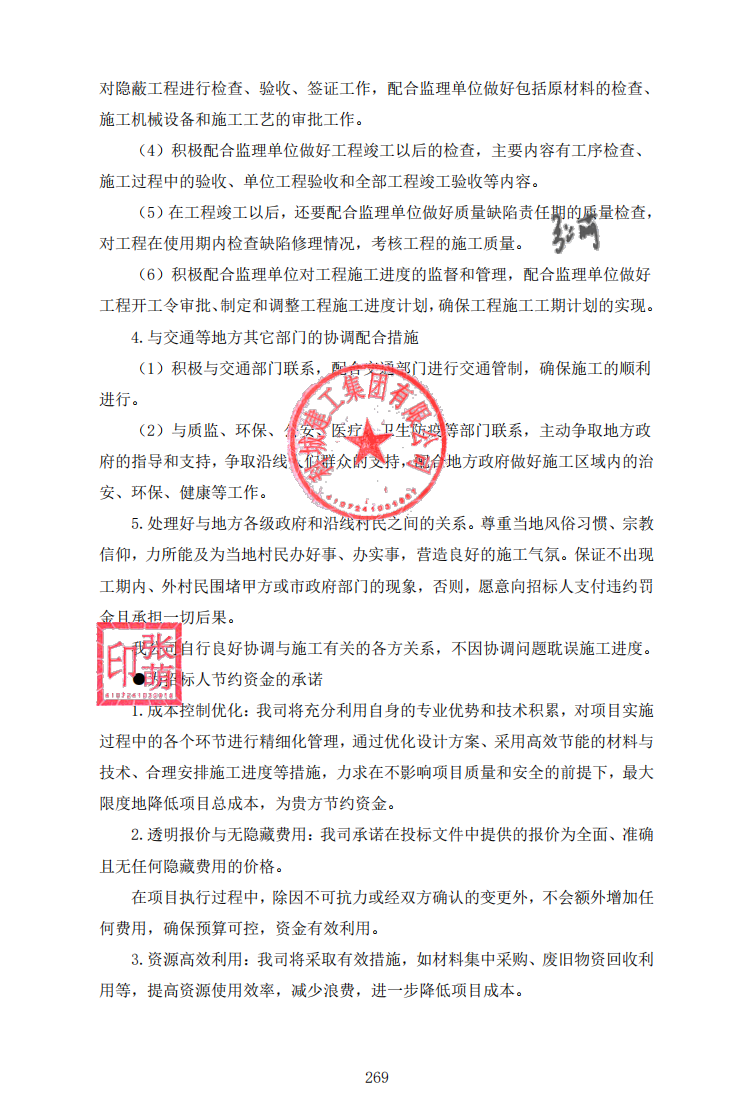 对隐蔽工程进行检查、验收、签证工作，配合监理单位做好包括原材料的检查、
施工机械设备和施工工艺的审批工作。
（4）积极配合监理单位做好工程竣工以后的检查，主要内容有工序检查、
施工过程中的验收、单位工程验收和全部工程竣工验收等内容。
（5）在工程竣工以后，还要配合监理单位做好质量缺陷责任期的质量检查，
对工程在使用期内检查缺陷修理情况，考核工程的施工质量。
张萌
（6）积极配合监理单位对工程施工进度的监督和管理，配合监理单位做好
工程开工令审批、制定和调整工程施工进度计划，确保工程施工工期计划的实现。
4.与交通等地方其它部门的协调配合措施
（1）积极与交通部门联系，配合交通部门进行交通管制，确保施工的顺利
进行。
城建工集团有限公司
（2）与质监、环保、公安、医疗、卫生防疫等部门联系，主动争取地方政
府的指导和支持，争取沿线人们群众的支持，配合地方政府做好施工区域内的治
安、环保、健康等工作。
5.处理好与地方各级政府和沿线村民之间的关系。尊重当地风俗习惯、宗教
信仰，力所能及为当地村民办好事、办实事，营造良好的施工气氛。保证不出现
工期内、外村民围堵甲方或市政府部门的现象，否则，愿意向招标人支付违约罚
金且承担一切后果。
我公司自行良好协调与施工有关的各方关系，不因协调问题耽误施工进度。
张萌印
●为招标人节约资金的承诺
1.成本控制优化：我司将充分利用自身的专业优势和技术积累，对项目实施
过程中的各个环节进行精细化管理，通过优化设计方案、采用高效节能的材料与
技术、合理安排施工进度等措施，力求在不影响项目质量和安全的前提下，最大
限度地降低项目总成本，为贵方节约资金。
2.透明报价与无隐藏费用：我司承诺在投标文件中提供的报价为全面、准确
且无任何隐藏费用的价格。
在项目执行过程中，除因不可抗力或经双方确认的变更外，不会额外增加任
何费用，确保预算可控，资金有效利用。
3.资源高效利用：我司将采取有效措施，如材料集中采购、废旧物资回收利
用等，提高资源使用效率，减少浪费，进一步降低项目成本。
269